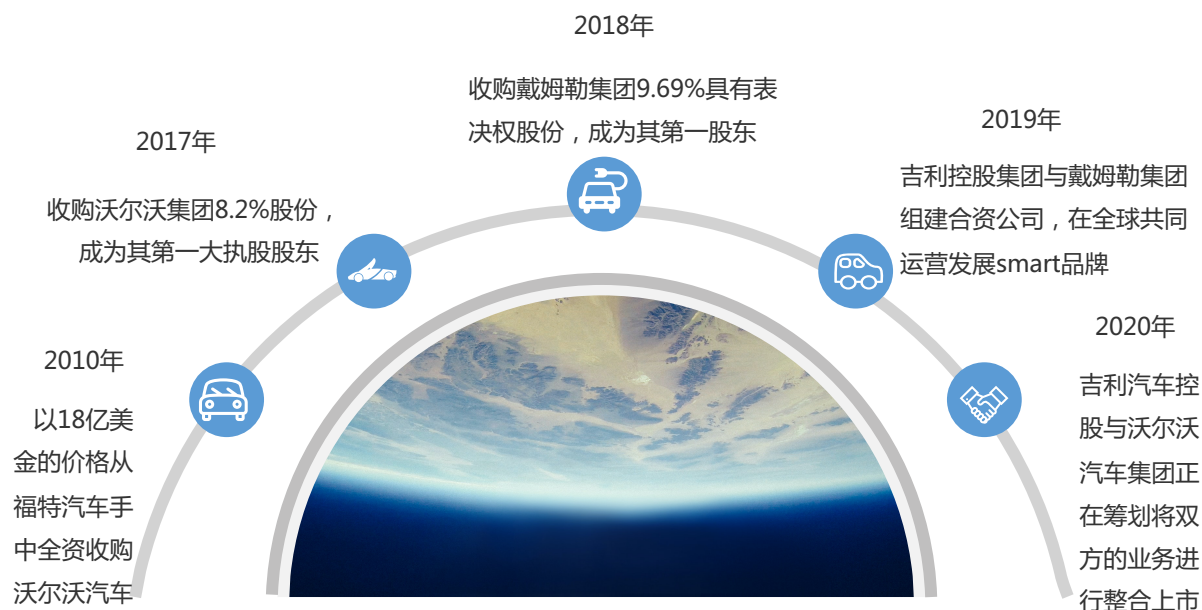 2010年
以18亿美
金的价格从
福特汽车手
中全资收购
沃尔沃汽车
2017年
收购沃尔沃集团8.2%股份，
成为其第一大执股股东
2018年
收购戴姆勒集团9.69%具有表
决权股份，成为其第一股东
2019年
吉利控股集团与戴姆勒集团
组建合资公司，在全球共同
运营发展smart品牌
2020年
吉利汽车控
股与沃尔沃
汽车集团正
在筹划将双
方的业务进
行整合上市